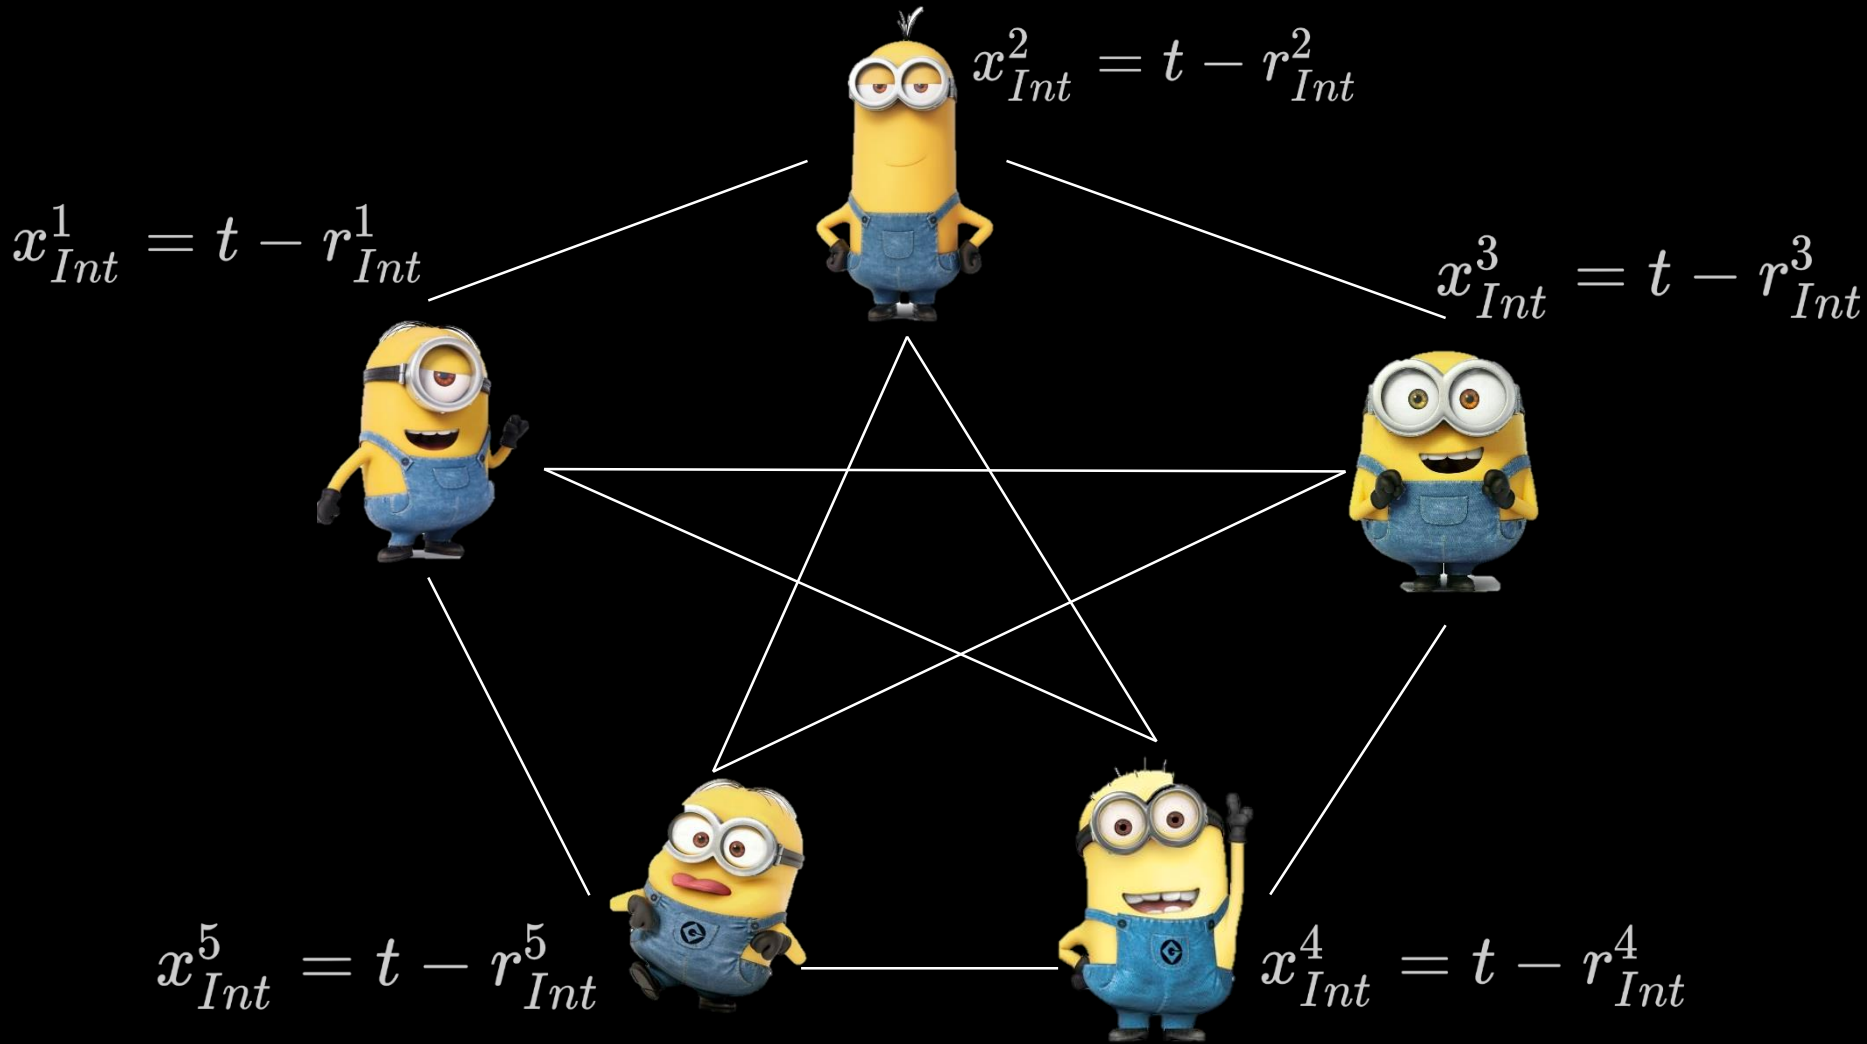 x^2_{Int} = t - r^2_{Int}
x^1_{Int} = t - r^1_{Int}
x^3_{Int} = t - r^3_{Int}
x^5_{Int} = t - r^5_{Int}
x^4_{Int} = t - r^4_{Int}